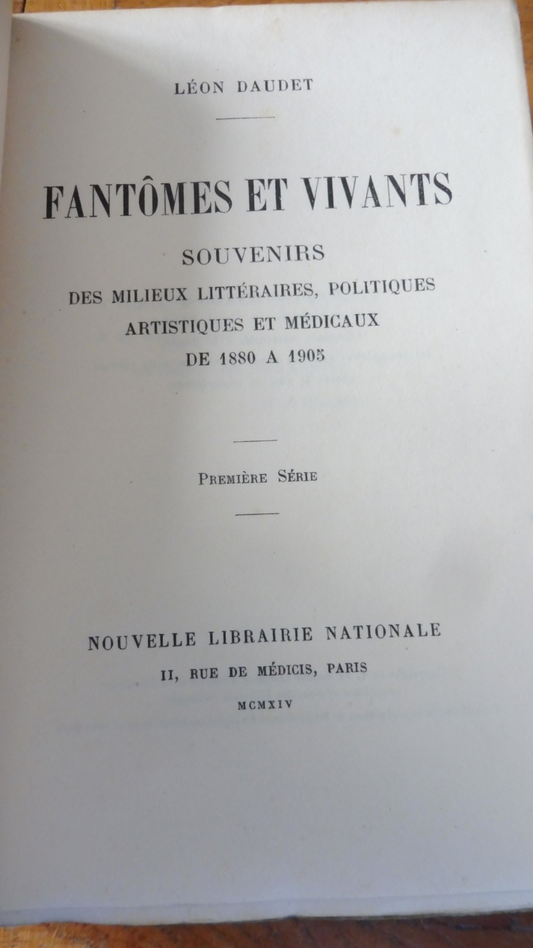 LÉON DAUDET
FANTÔMES ET VIVANTS
SOUVENIRS
DES MILIEUX LITTÉRAIRES, POLITIQUES
ARTISTIQUES ET MÉDICAUX
DE 1880 A 1905
PREMIÈRE SÉRIE
NOUVELLE LIBRAIRIE NATIONALE
11, RUE DE MÉDICIS, PARIS
MCMXIV